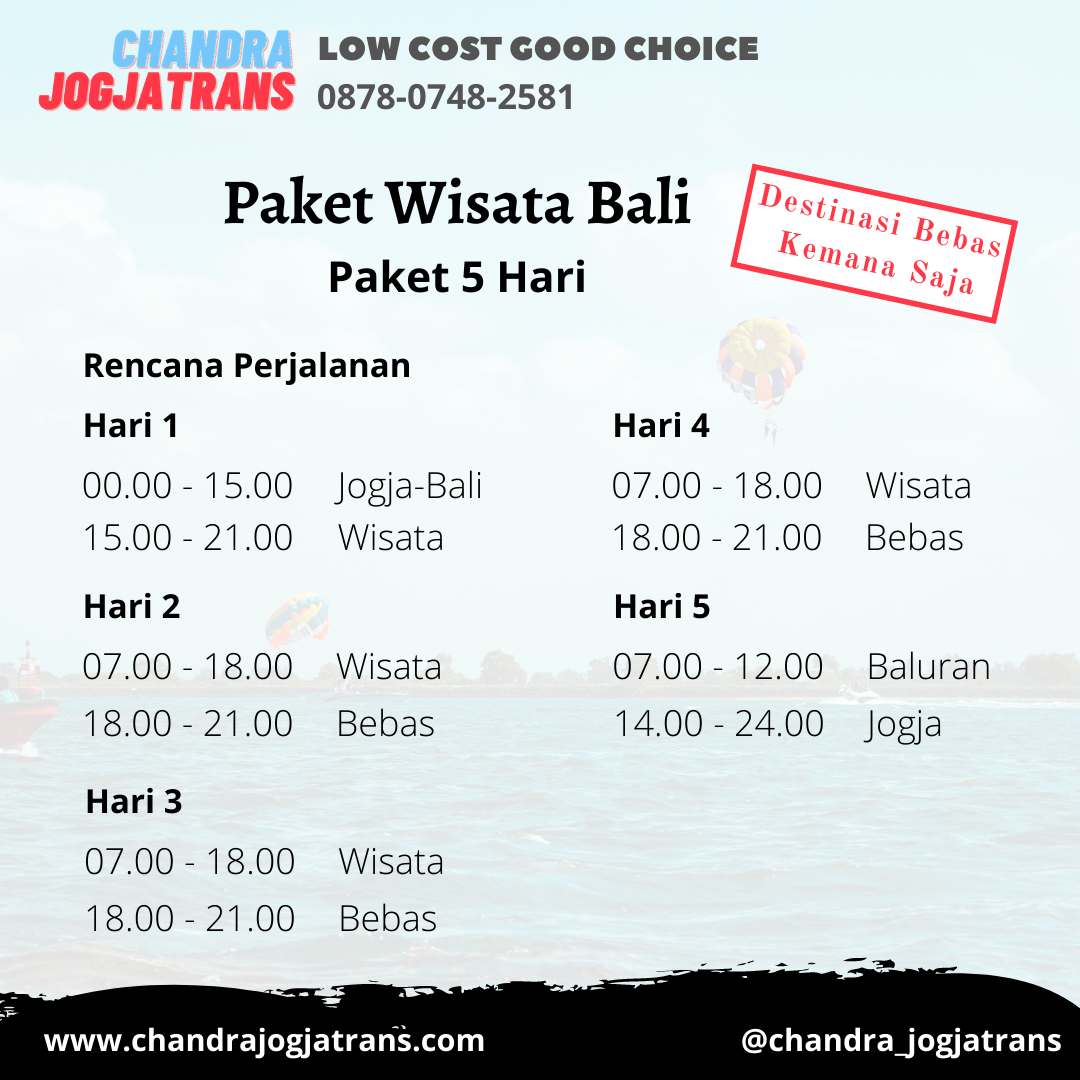 CHANDRA
JOGJATRANS
LOW COST GOOD CHOICE
0878-0748-2581
Paket Wisata Bali
Paket 5 Hari
Destinasi Bebas
Kemana Saja
Rencana Perjalanan
Hari 1
00.00 - 15.00 Jogja-Bali
15.00 - 21.00 Wisata
Hari 2
07.00 - 18.00 Wisata
18.00 - 21.00 Bebas
Hari 3
07.00 - 18.00 Wisata
18.00 - 21.00 Bebas
Hari 4
07.00 - 18.00 Wisata
18.00 - 21.00 Bebas
Hari 5
07.00 - 12.00 Baluran
14.00 - 24.00 Jogja
www.chandrajogjatrans.com
@chandra_jogjatrans